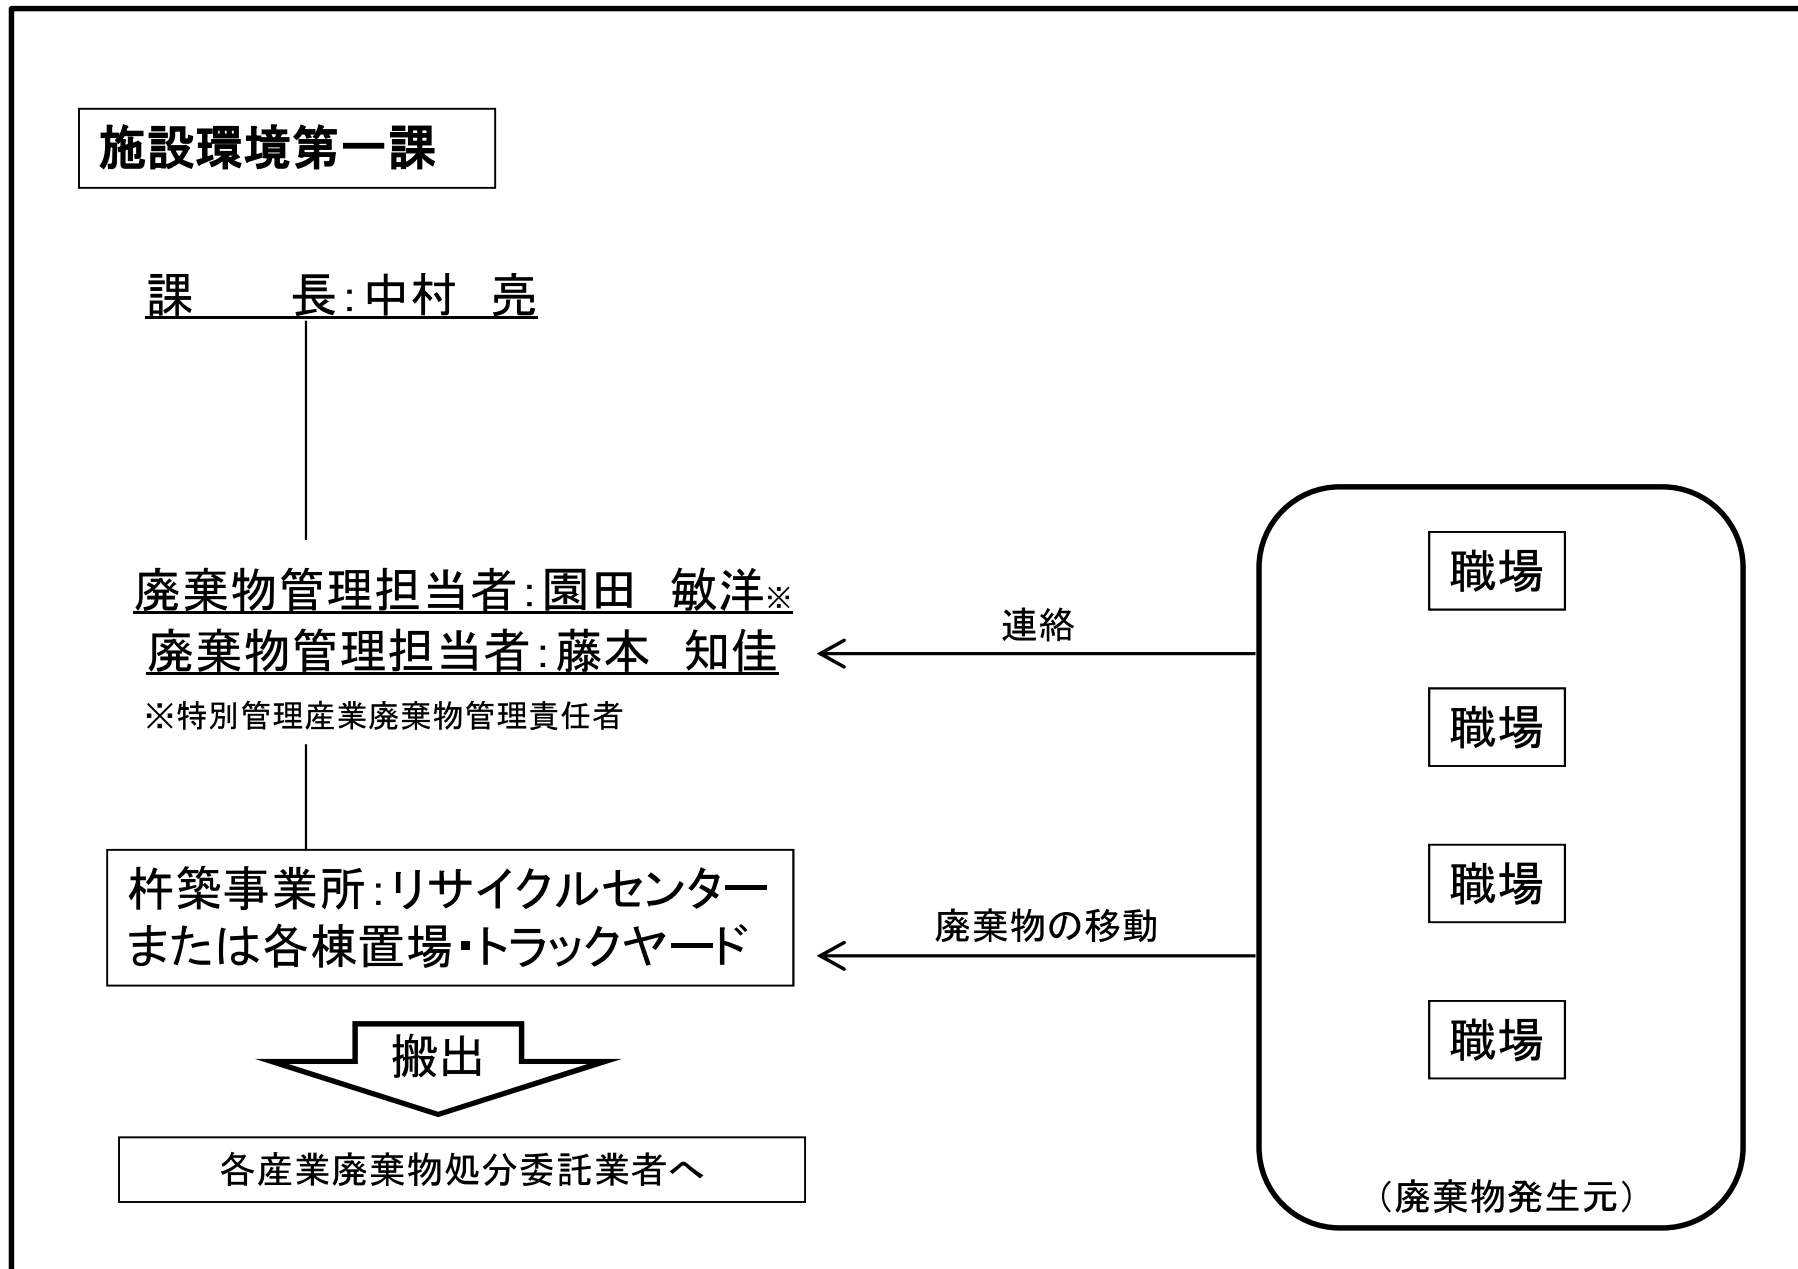 施設環境第一課
課　　長：中村　亮
廃棄物管理担当者：園田　敏洋※
廃棄物管理担当者：藤本　知佳
※特別管理産業廃棄物管理責任者
連絡
杵築事業所：リサイクルセンター
または各棟置場・トラックヤード
廃棄物の移動
搬出
各産業廃棄物処分委託業者へ
職場
職場
職場
職場
（廃棄物発生元）